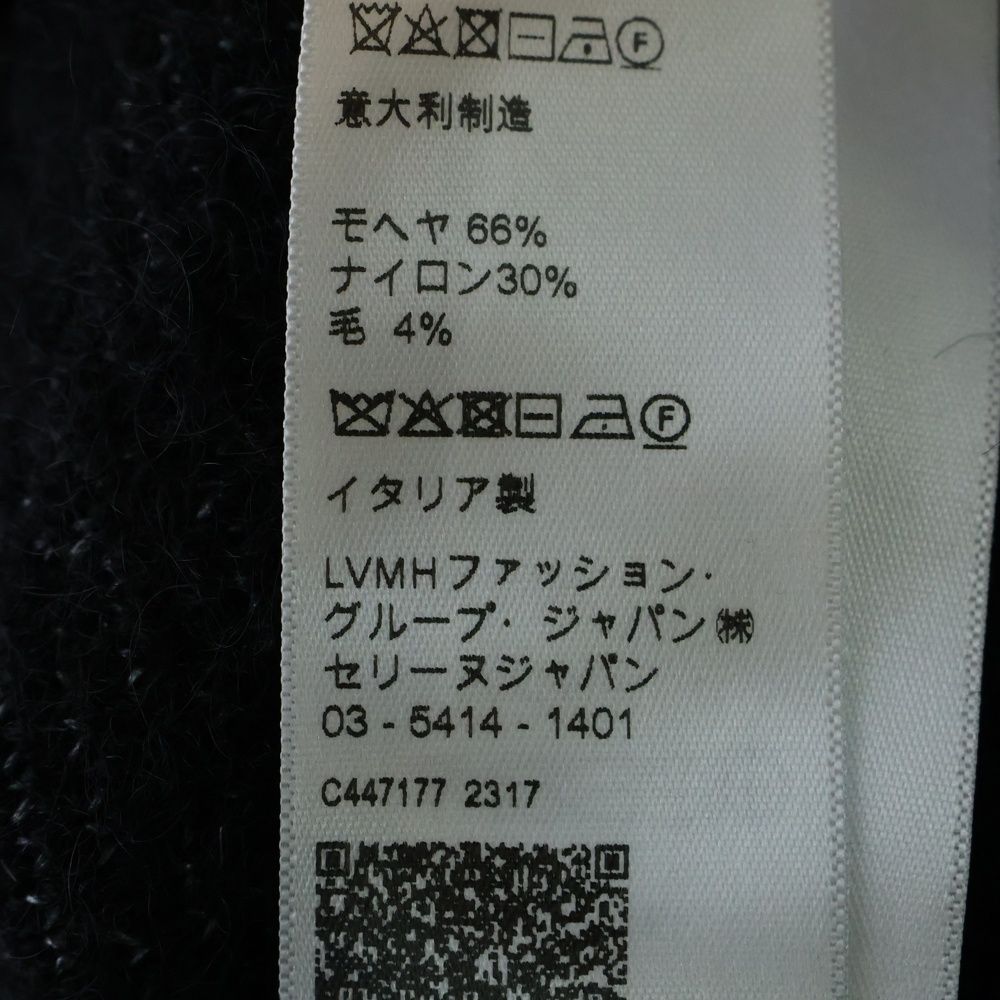 意大利制造
モヘヤ 66%
ナイロン30%
毛 4%
F
イタリア製
LVMHファッション・
グループ・ジャパン㈱
セリーヌジャパン
03 - 5414 - 1401
C447177 2317